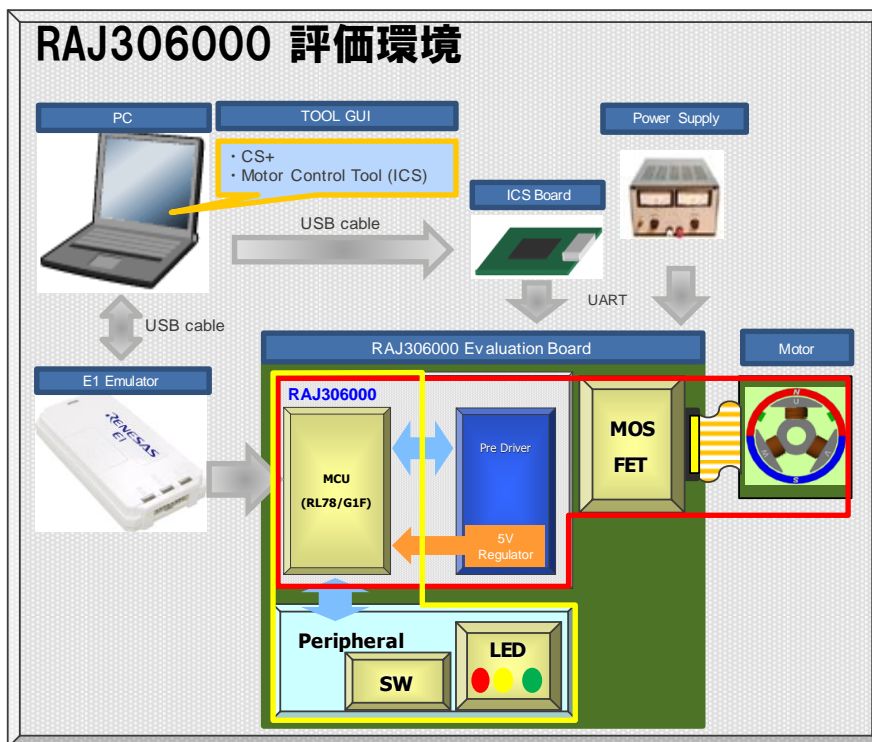 RAJ306000 評価環境
PC
TOOL GUI
Power Supply
・CS+
・Motor Control Tool (ICS)
ICS Board
USB cable
UART
USB cable
RAJ306000 Evaluation Board
Motor
E1 Emulator
RAJ306000
RENESAS
E1
MCU
(RL78/G1F)
Pre Driver
MOS
FET
N
U
V
W
S
5V
Regulator
Peripheral
SW
LED